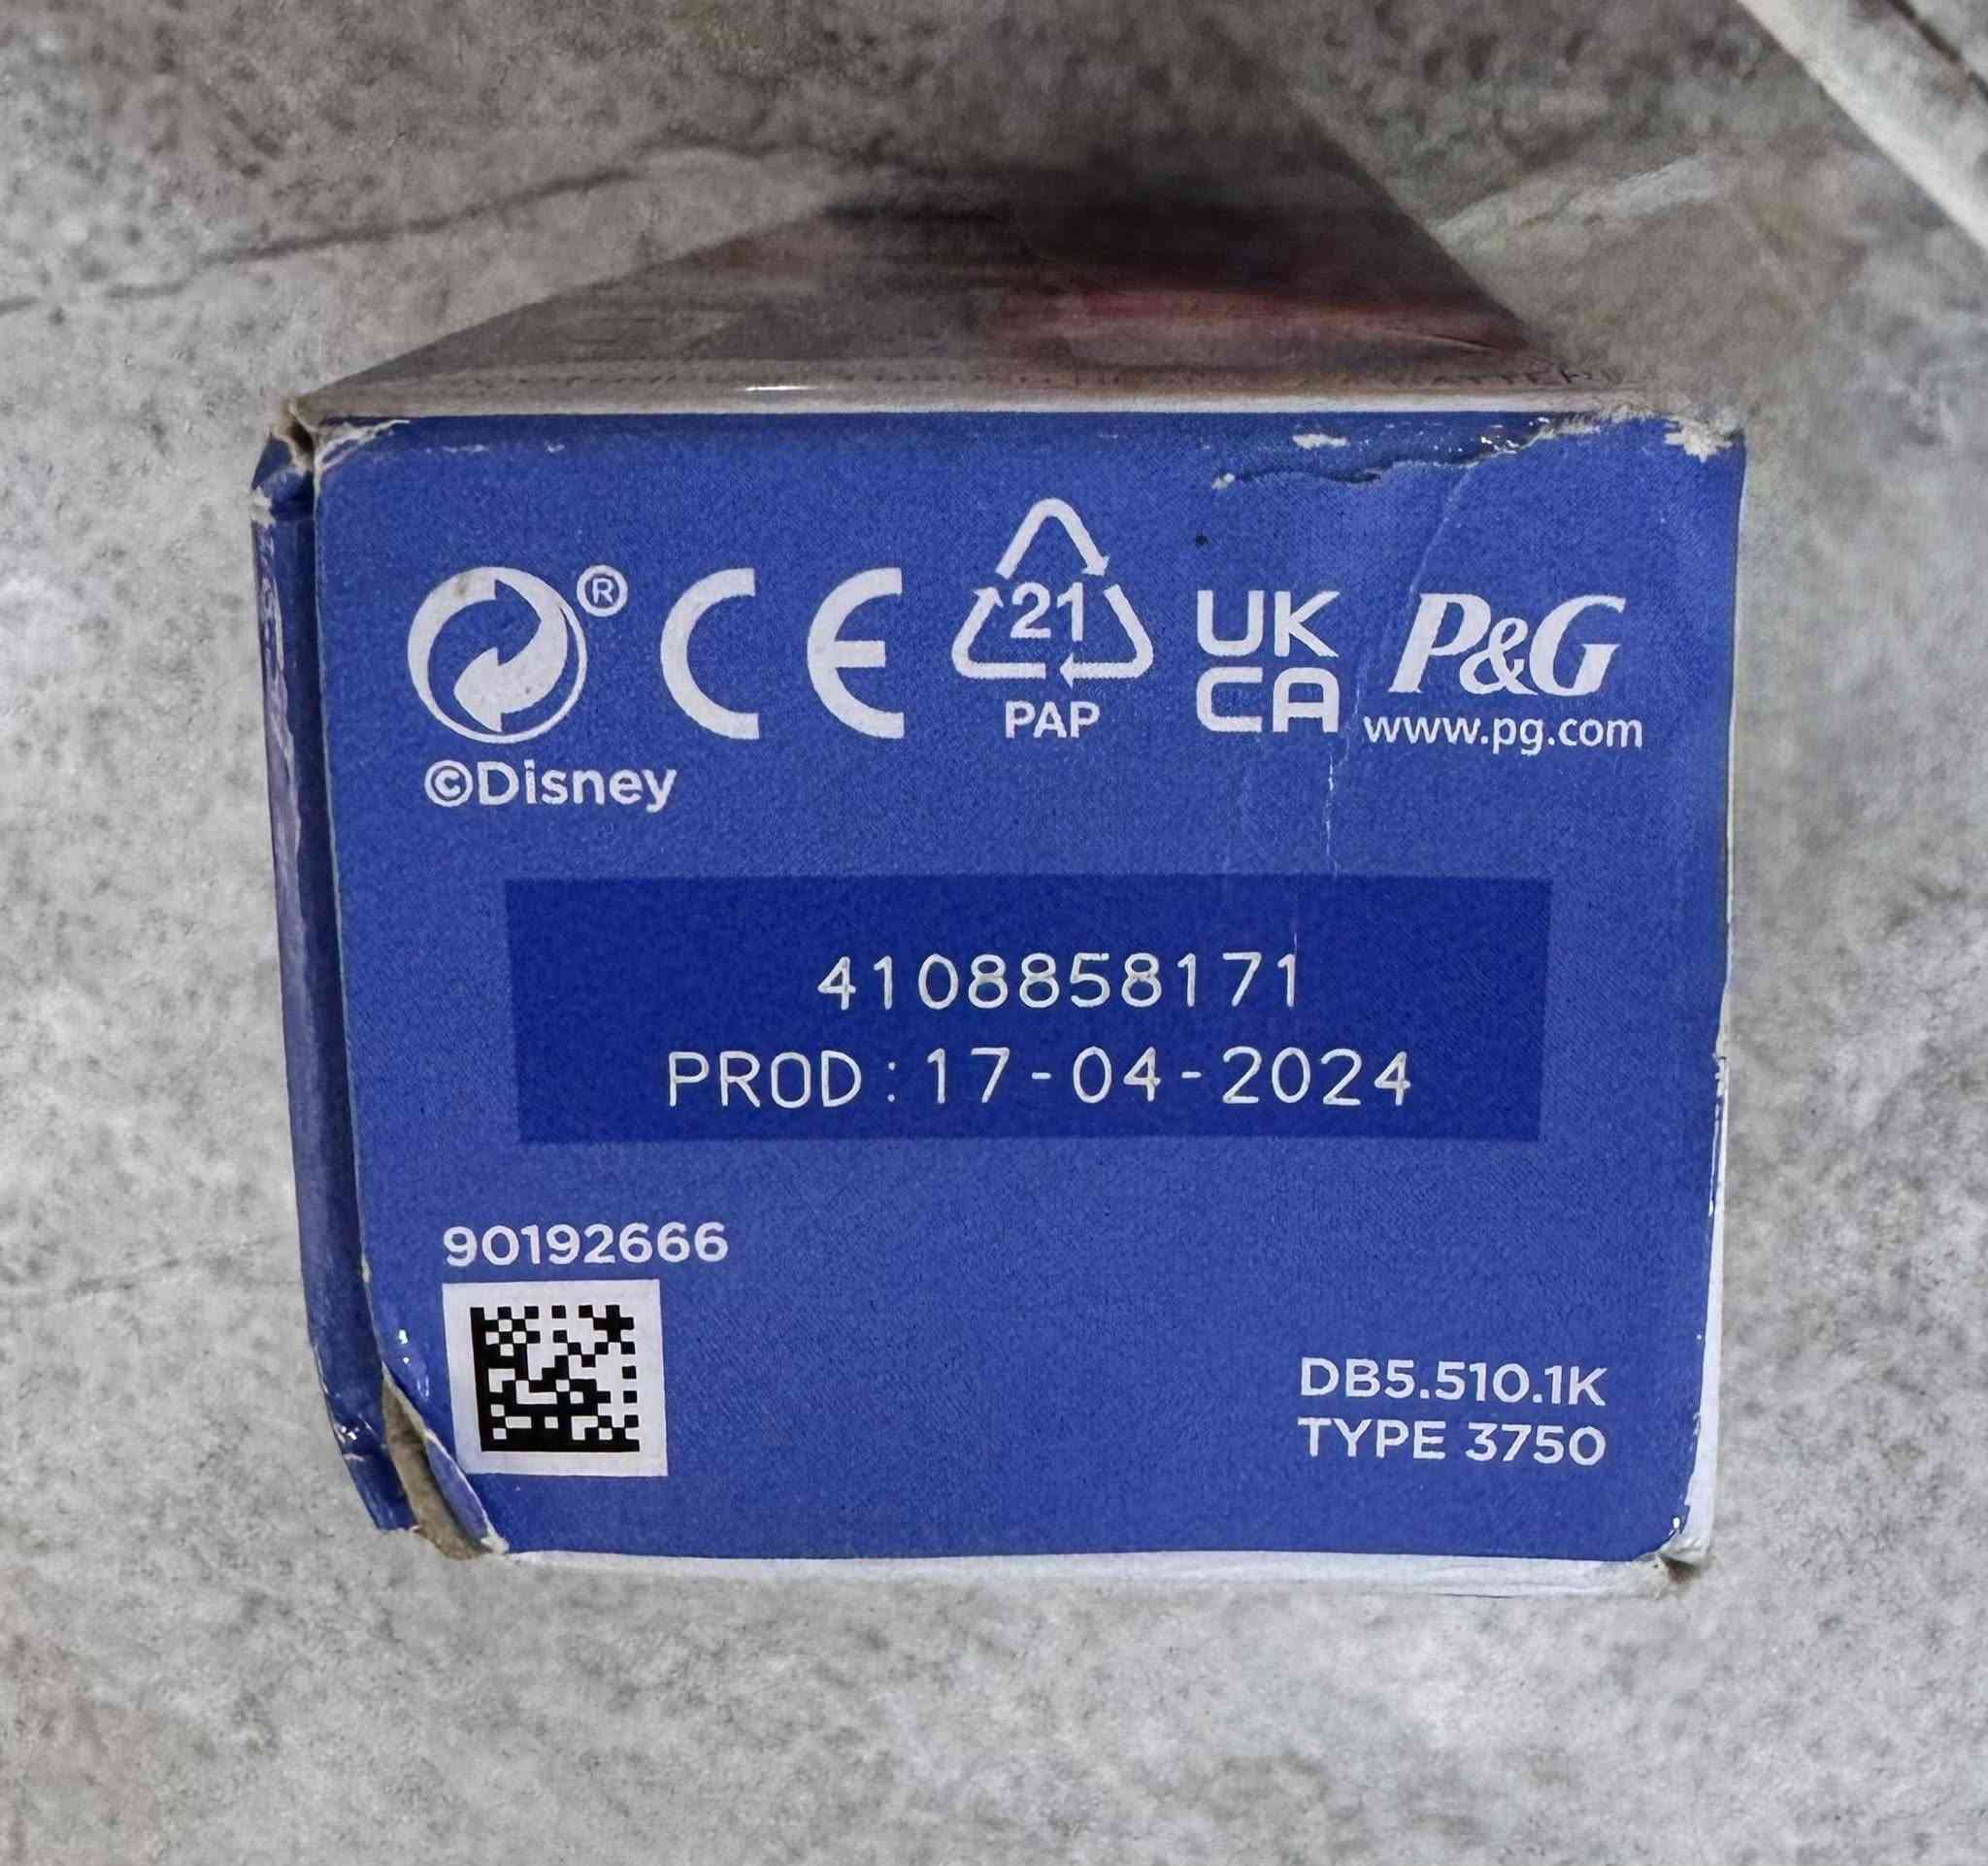 ®
CE
21
PAP
UK
CA
P&G
www.pg.com
©Disney
4108858171
PROD:17-04-2024
90192666
DB5.510.1K
TYPE 3750